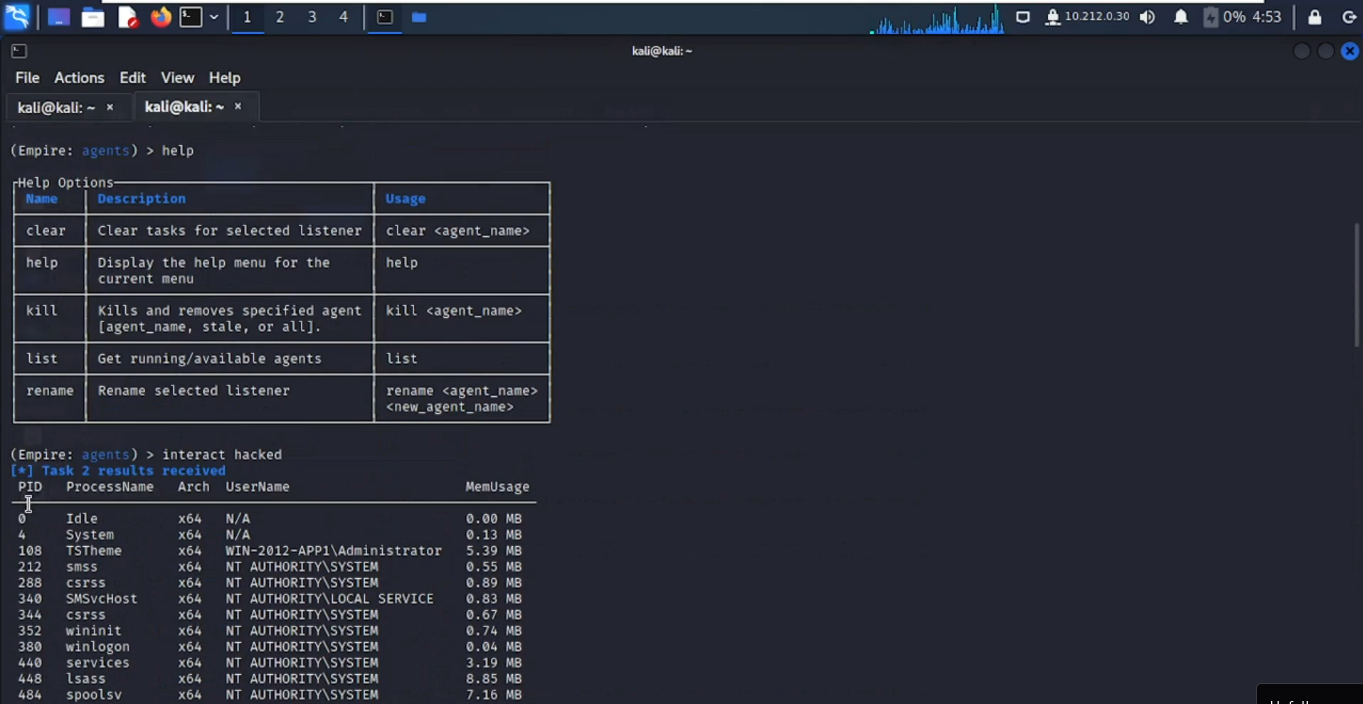 1 2 3 4 10.212.0.30 0% 4:53
kali@kali: ~
File Actions Edit View Help
kali@kali: ~ × kali@kali: ~ ×
(Empire: agents) > help
Help Options
Name Description Usage
clear Clear tasks for selected listener clear <agent_name>
help Display the help menu for the help
current menu
kill Kills and removes specified agent kill <agent_name>
[agent_name, stale, or all].
list Get running/available agents list
rename Rename selected listener rename <agent_name>
<new_agent_name>
(Empire: agents) > interact hacked
[*] Task 2 results received
PID ProcessName Arch UserName MemUsage
0 Idle x64 N/A 0.00 MB
4 System x64 N/A 0.13 MB
108 TSTheme x64 WIN-2012-APP1\Administrator 5.39 MB
212 smss x64 NT AUTHORITY\SYSTEM 0.55 MB
288 csrss x64 NT AUTHORITY\SYSTEM 0.89 MB
340 SMSvcHost x64 NT AUTHORITY\LOCAL SERVICE 0.83 MB
344 csrss x64 NT AUTHORITY\SYSTEM 0.67 MB
352 wininit x64 NT AUTHORITY\SYSTEM 0.74 MB
380 winlogon x64 NT AUTHORITY\SYSTEM 0.04 MB
440 services x64 NT AUTHORITY\SYSTEM 3.19 MB
448 lsass x64 NT AUTHORITY\SYSTEM 8.85 MB
484 spoolsv x64 NT AUTHORITY\SYSTEM 7.16 MB